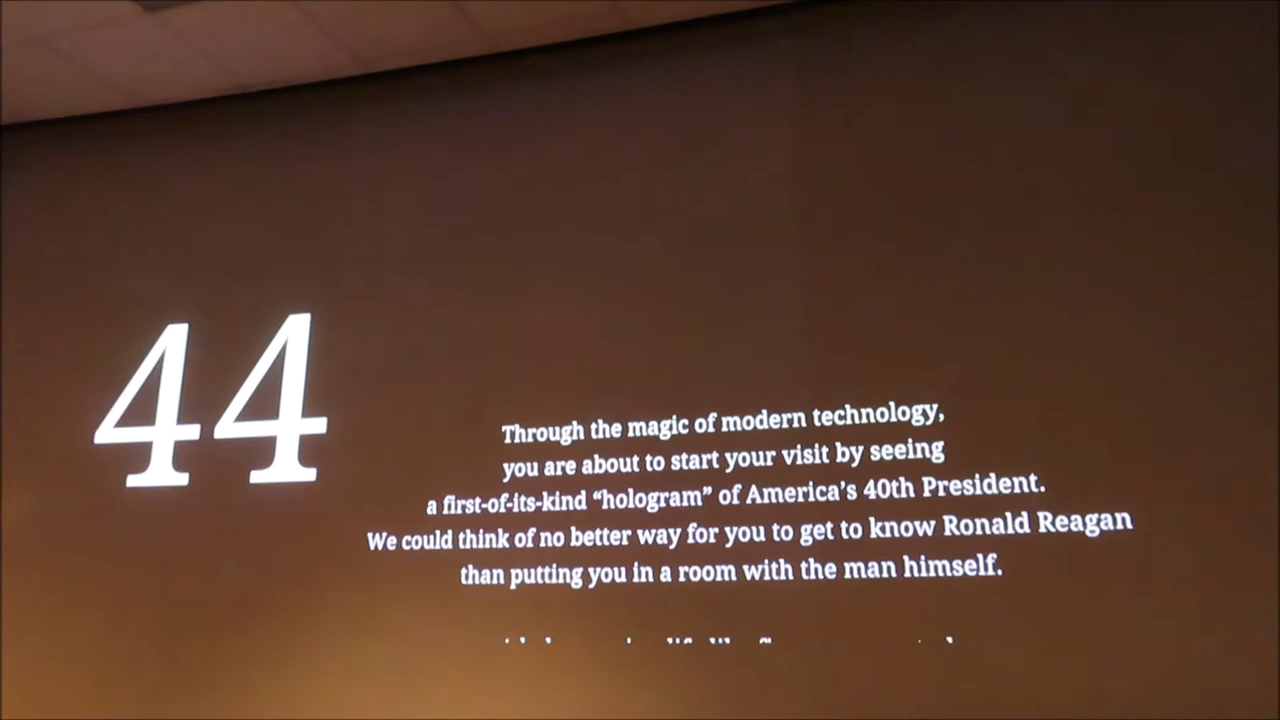 44
Through the magic of modern technology,
you are about to start your visit by seeing
a first-of-its-kind “hologram” of America’s 40th President.
We could think of no better way for you to get to know Ronald Reagan
than putting you in a room with the man himself.